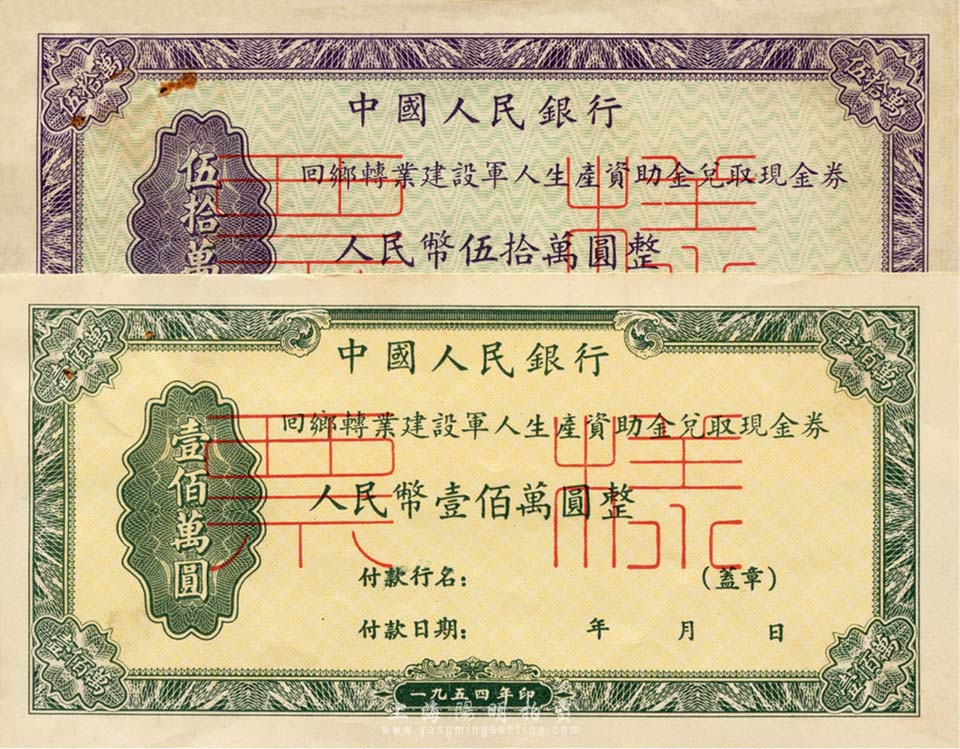 伍拾萬
伍拾萬
中國人民銀行
伍拾萬
回鄉轉業建設軍人生產資助金兌取現金券
人民幣伍拾萬圓整
票樣
壹佰萬
壹佰萬
中國人民銀行
壹佰萬圓
回鄉轉業建設軍人生產資助金兌取現金券
人民幣壹佰萬圓整
票樣
付款行名：
（蓋章）
付款日期：
年 月 日
壹佰萬
壹佰萬
一九五四年印
上海陽明拍賣
www.yangmingauction.com